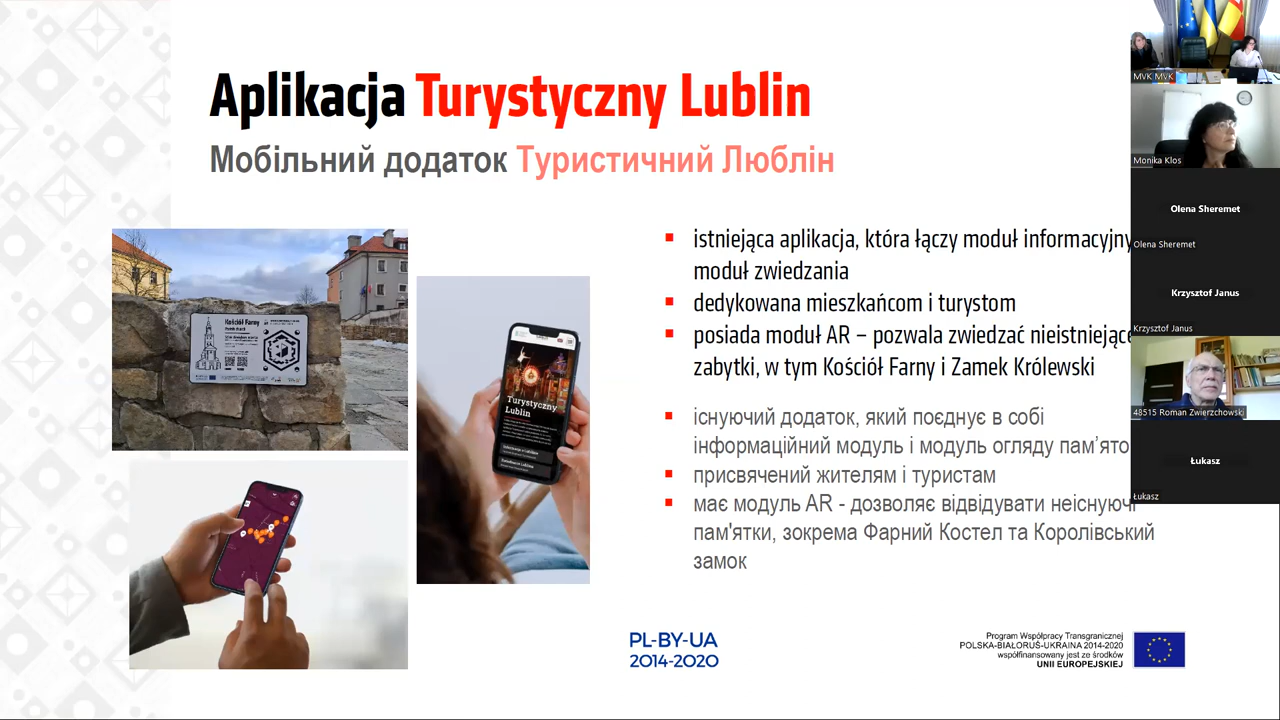 Aplikacja Turystyczny Lublin
Мобільний додаток Туристичний Люблін
Kościół Farny
Turystyczny
Lublin
istniejąca aplikacja, która łączy moduł informacyjny
moduł zwiedzania
dedykowana mieszkańcom i turystom
posiada moduł AR – pozwala zwiedzać nieistniejące
zabytki, w tym Kościół Farny i Zamek Królewski
існуючий додаток, який поєднує в собі
інформаційний модуль і модуль огляду пам’ято
присвячений жителям і туристам
має модуль AR - дозволяє відвідувати неіснуючі
пам'ятки, зокрема Фарний Костел та Королівський
замок
PL-BY-UA
2014-2020
Program Współpracy Transgranicznej
POLSKA-BIAŁORUŚ-UKRAINA 2014-2020
współfinansowany jest ze środków
UNII EUROPEJSKIEJ
MVK MVK
Monika Klos
Olena Sheremet
Olena Sheremet
Krzysztof Janus
Krzysztof Janus
48515 Roman Zwierzchowski
Łukasz
Łukasz